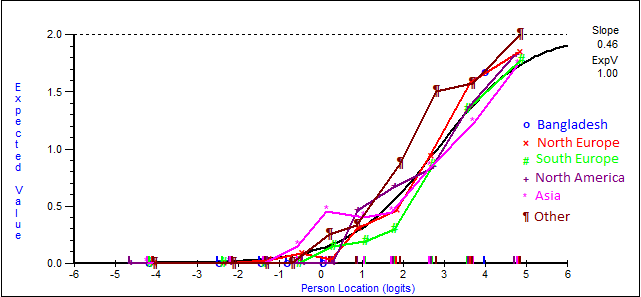 Slope
0.46
ExpV
1.00
Expected Value
2.0
1.5
1.0
0.5
0.0
o Bangladesh
× North Europe
# South Europe
+ North America
* Asia
¶ Other
-6 -5 -4 -3 -2 -1 0 1 2 3 4 5 6
Person Location (logits)